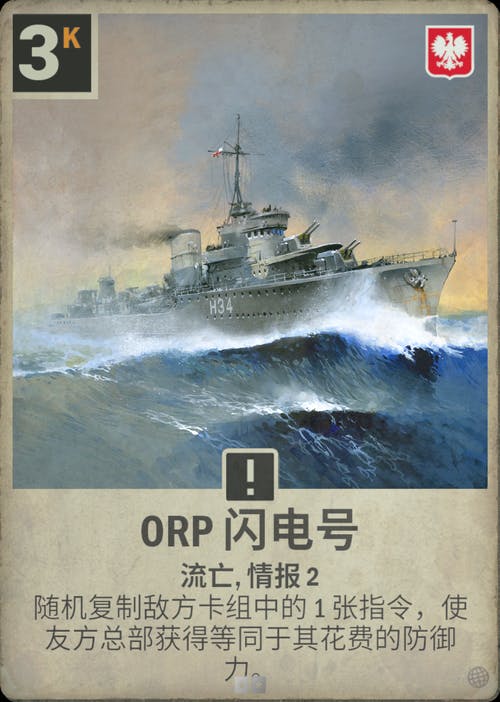 3K
H34
!
ORP 闪电号
流亡, 情报 2
随机复制敌方卡组中的 1 张指令，使
友方总部获得等同于其花费的防御
力。